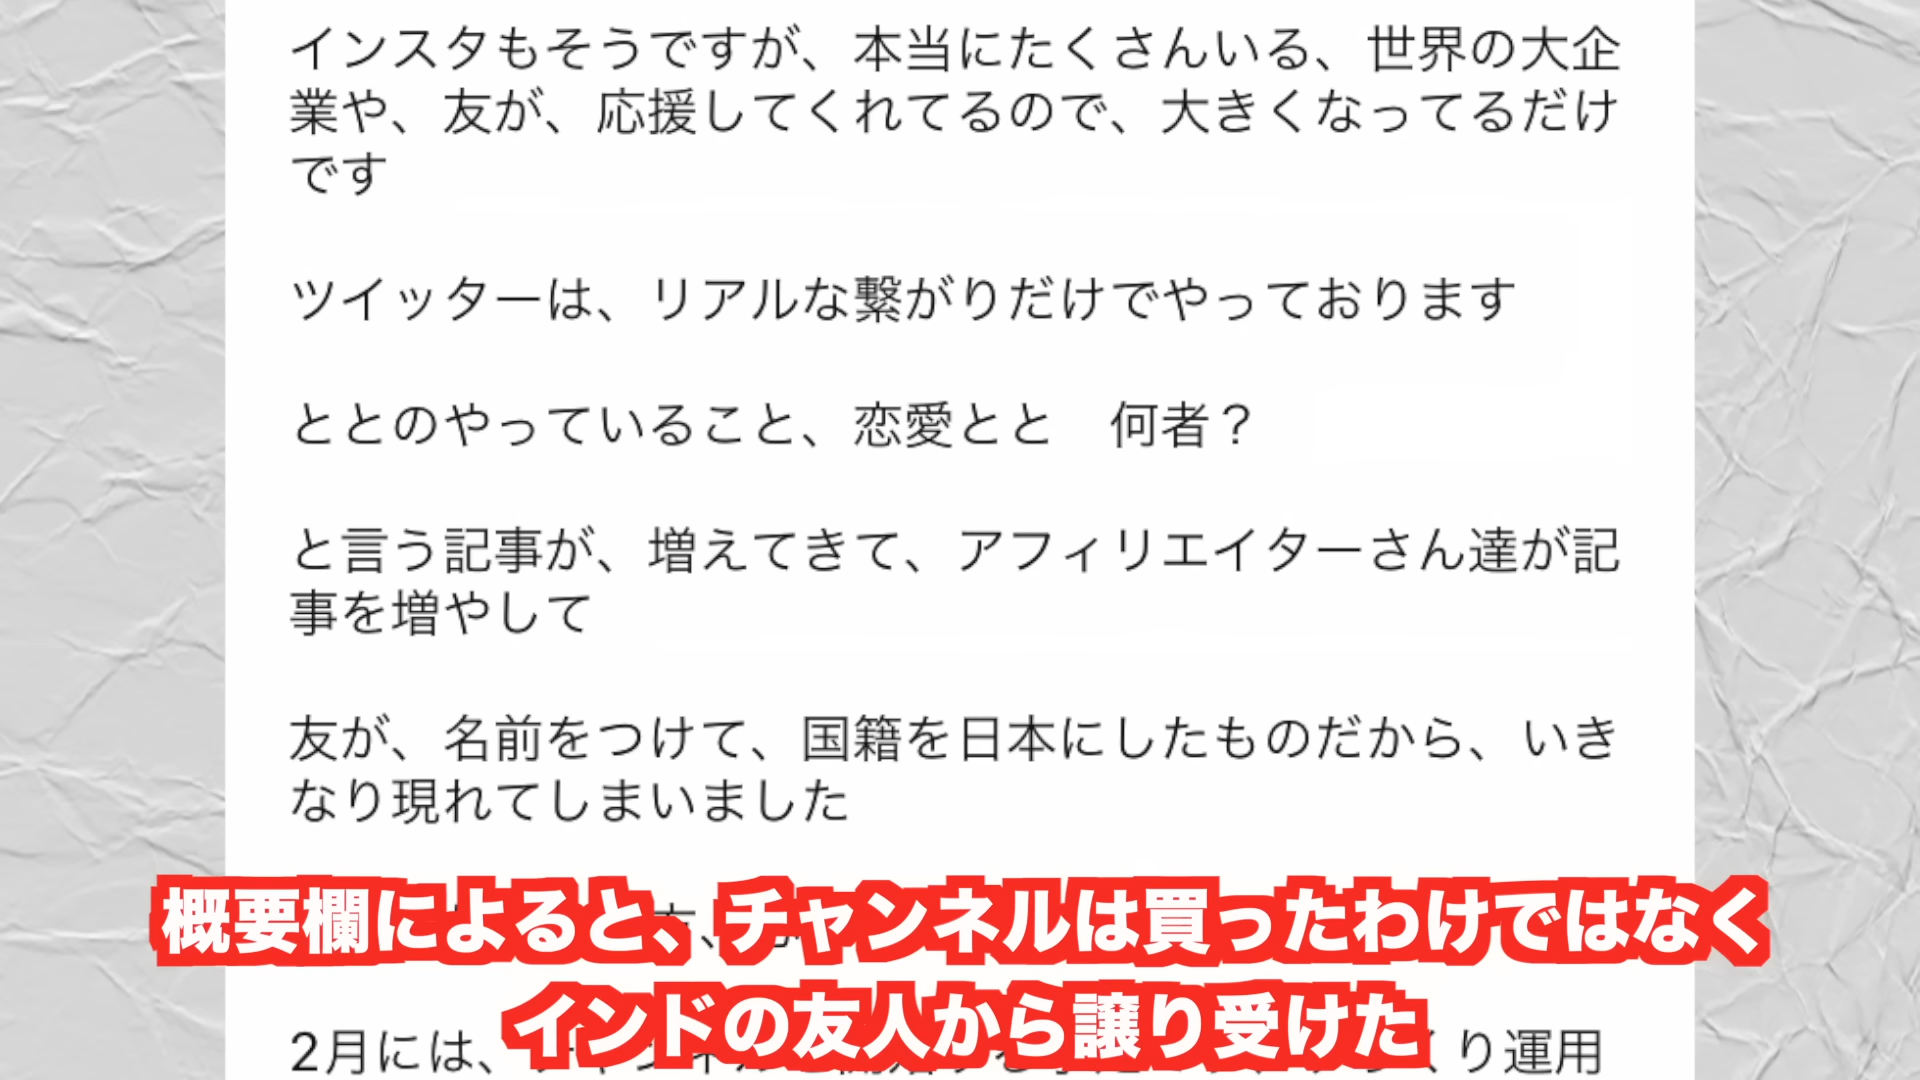 インスタもそうですが、本当にたくさんいる、世界の大企
業や、友が、応援してくれてるので、大きくなってるだけ
です
ツイッターは、リアルな繋がりだけでやっております
ととのやっていること、恋愛とと　何者？
と言う記事が、増えてきて、アフィリエイターさん達が記
事を増やして
友が、名前をつけて、国籍を日本にしたものだから、いき
なり現れてしまいました
概要欄によると、チャンネルは買ったわけではなく
インドの友人から譲り受けた
2月には、
り運用